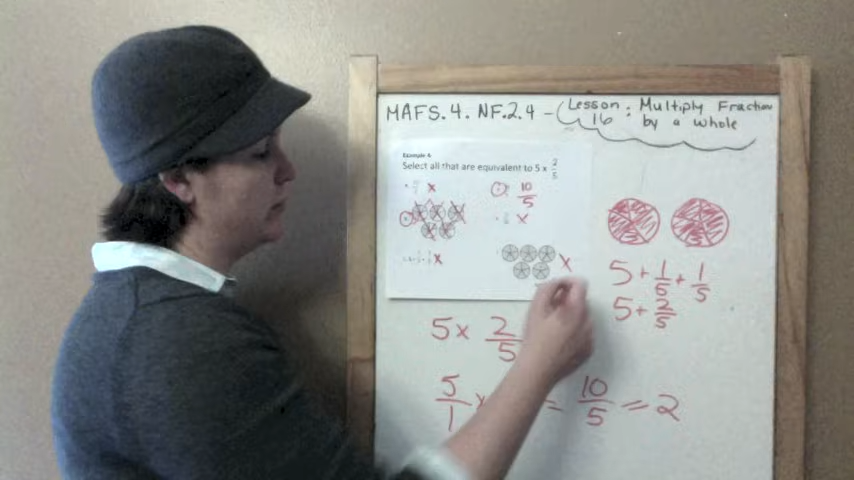 MAFS.4.NF.2.4 - Lesson: Multiply Fraction
16 by a whole
Example 4
Select all that are equivalent to 5 x 2/5
x
10/5
x
x
x
5 + 1/5 + 1/5
5 + 2/5
5 x 2/5
5/1 x = 10/5 = 2